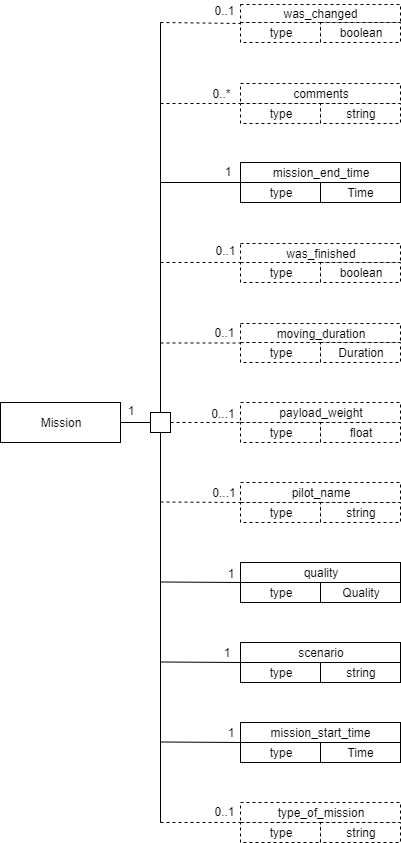 0..1
was_changed
type boolean
0..*
comments
type string
1
mission_end_time
type Time
0..1
was_finished
type boolean
0..1
moving_duration
type Duration
Mission
1
0...1
payload_weight
type float
0...1
pilot_name
type string
1
quality
type Quality
1
scenario
type string
1
mission_start_time
type Time
0..1
type_of_mission
type string